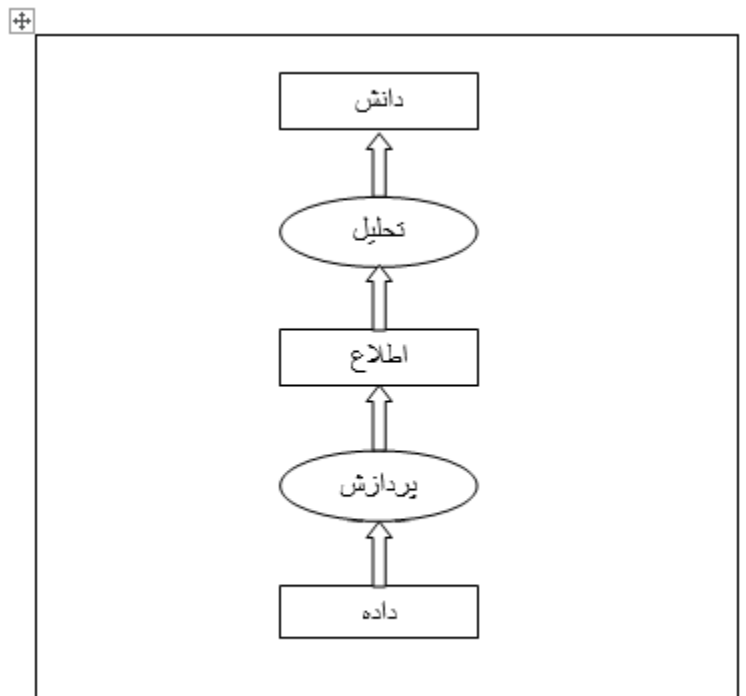 دانش
تحلیل
اطلاع
پردازش
داده